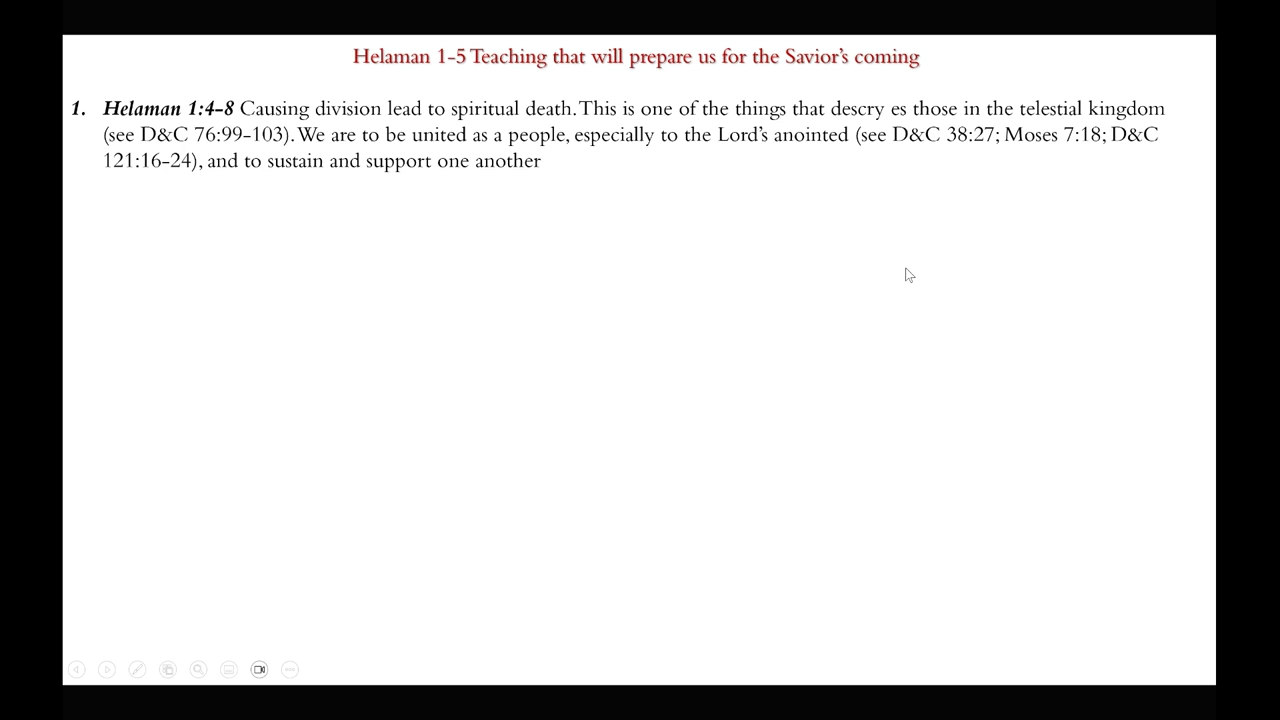 Helaman 1-5 Teaching that will prepare us for the Savior's coming
1. Helaman 1:4-8 Causing division lead to spiritual death. This is one of the things that descry es those in the telestial kingdom
(see D&C 76:99-103). We are to be united as a people, especially to the Lord's anointed (see D&C 38:27; Moses 7:18; D&C
121:16-24), and to sustain and support one another